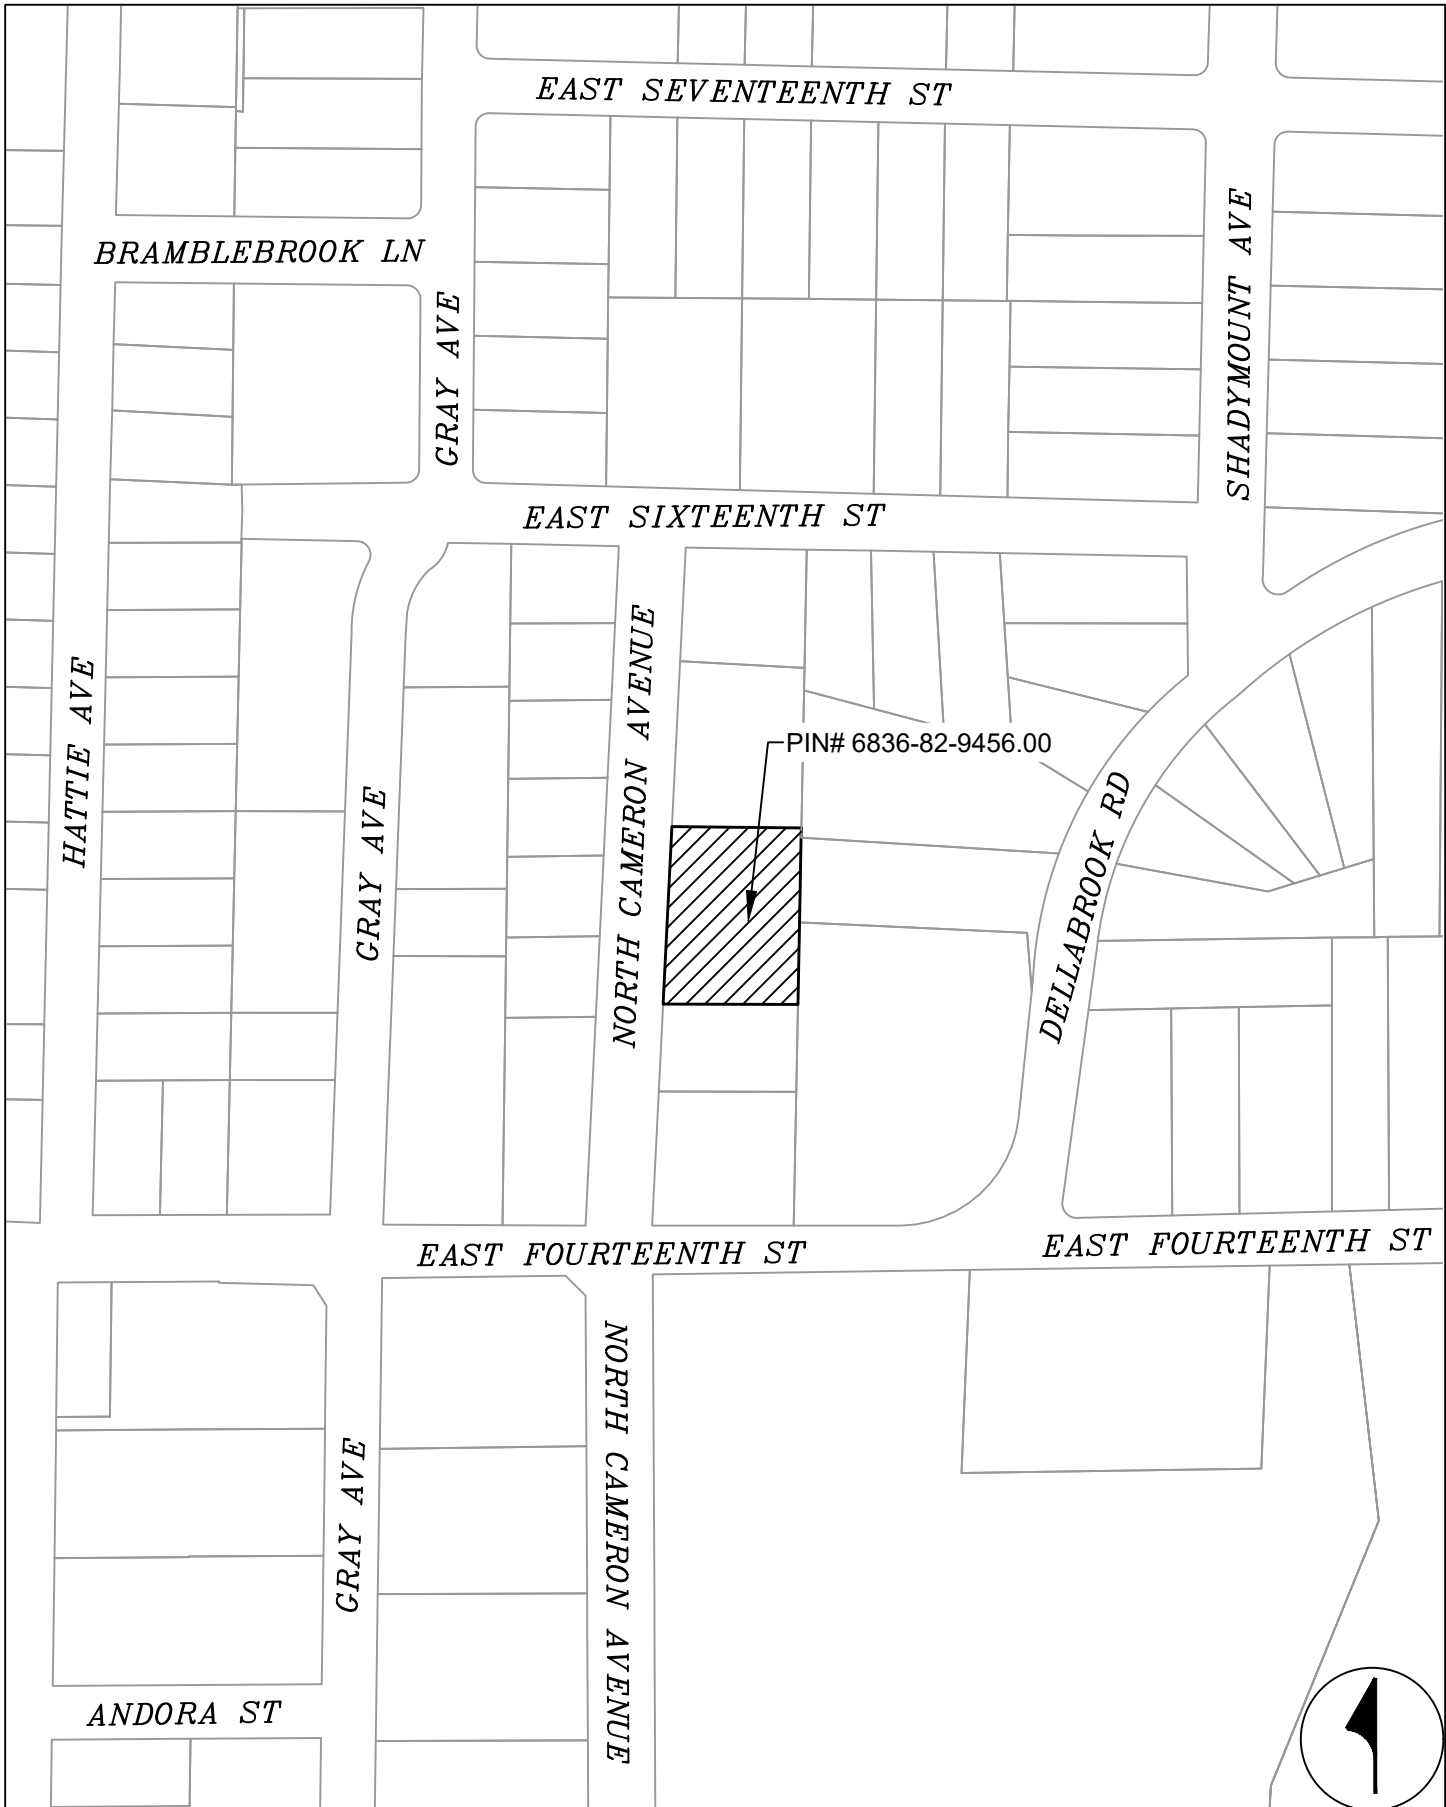 EAST SEVENTEENTH ST
BRAMBLEBROOK LN
GRAY AVE
SHADYMOUNT AVE
EAST SIXTEENTH ST
HATTIE AVE
GRAY AVE
NORTH CAMERON AVENUE
PIN# 6836-82-9456.00
DELLABROOK RD
EAST FOURTEENTH ST
EAST FOURTEENTH ST
GRAY AVE
NORTH CAMERON AVENUE
ANDORA ST